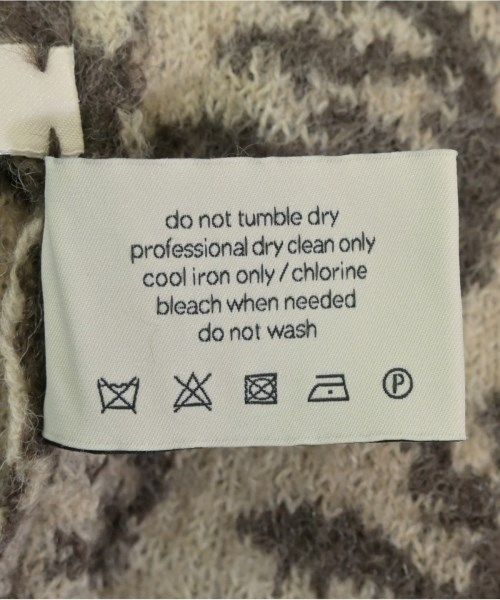 do not tumble dry
professional dry clean only
cool iron only / chlorine
bleach when needed
do not wash
P